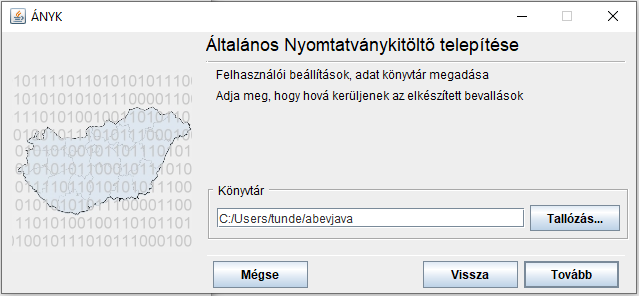 ÁNYK
Általános Nyomtatványkitöltő telepítése
Felhasználói beállítások, adat könyvtár megadása
Adja meg, hogy hová kerüljenek az elkészített bevallások
Könyvtár
C:/Users/tunde/abevjava
Tallózás...
Mégse
Vissza
Tovább